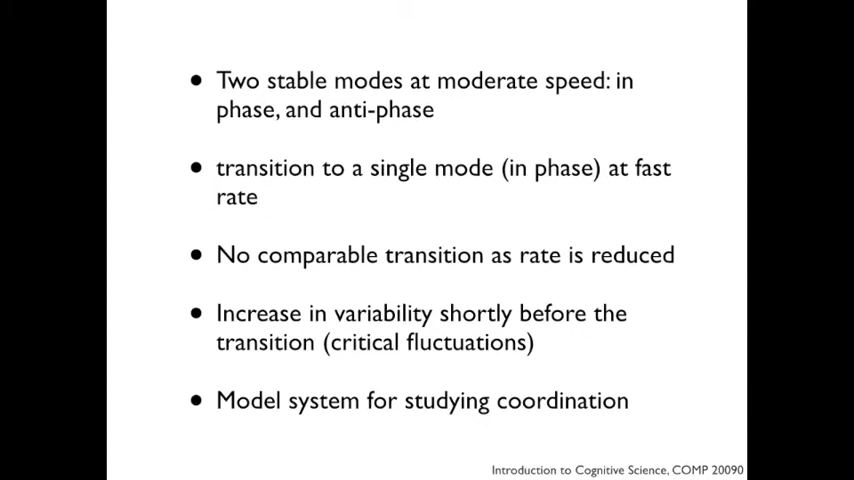 • Two stable modes at moderate speed: in
phase, and anti-phase
• transition to a single mode (in phase) at fast
rate
• No comparable transition as rate is reduced
• Increase in variability shortly before the
transition (critical fluctuations)
• Model system for studying coordination
Introduction to Cognitive Science, COMP 20090